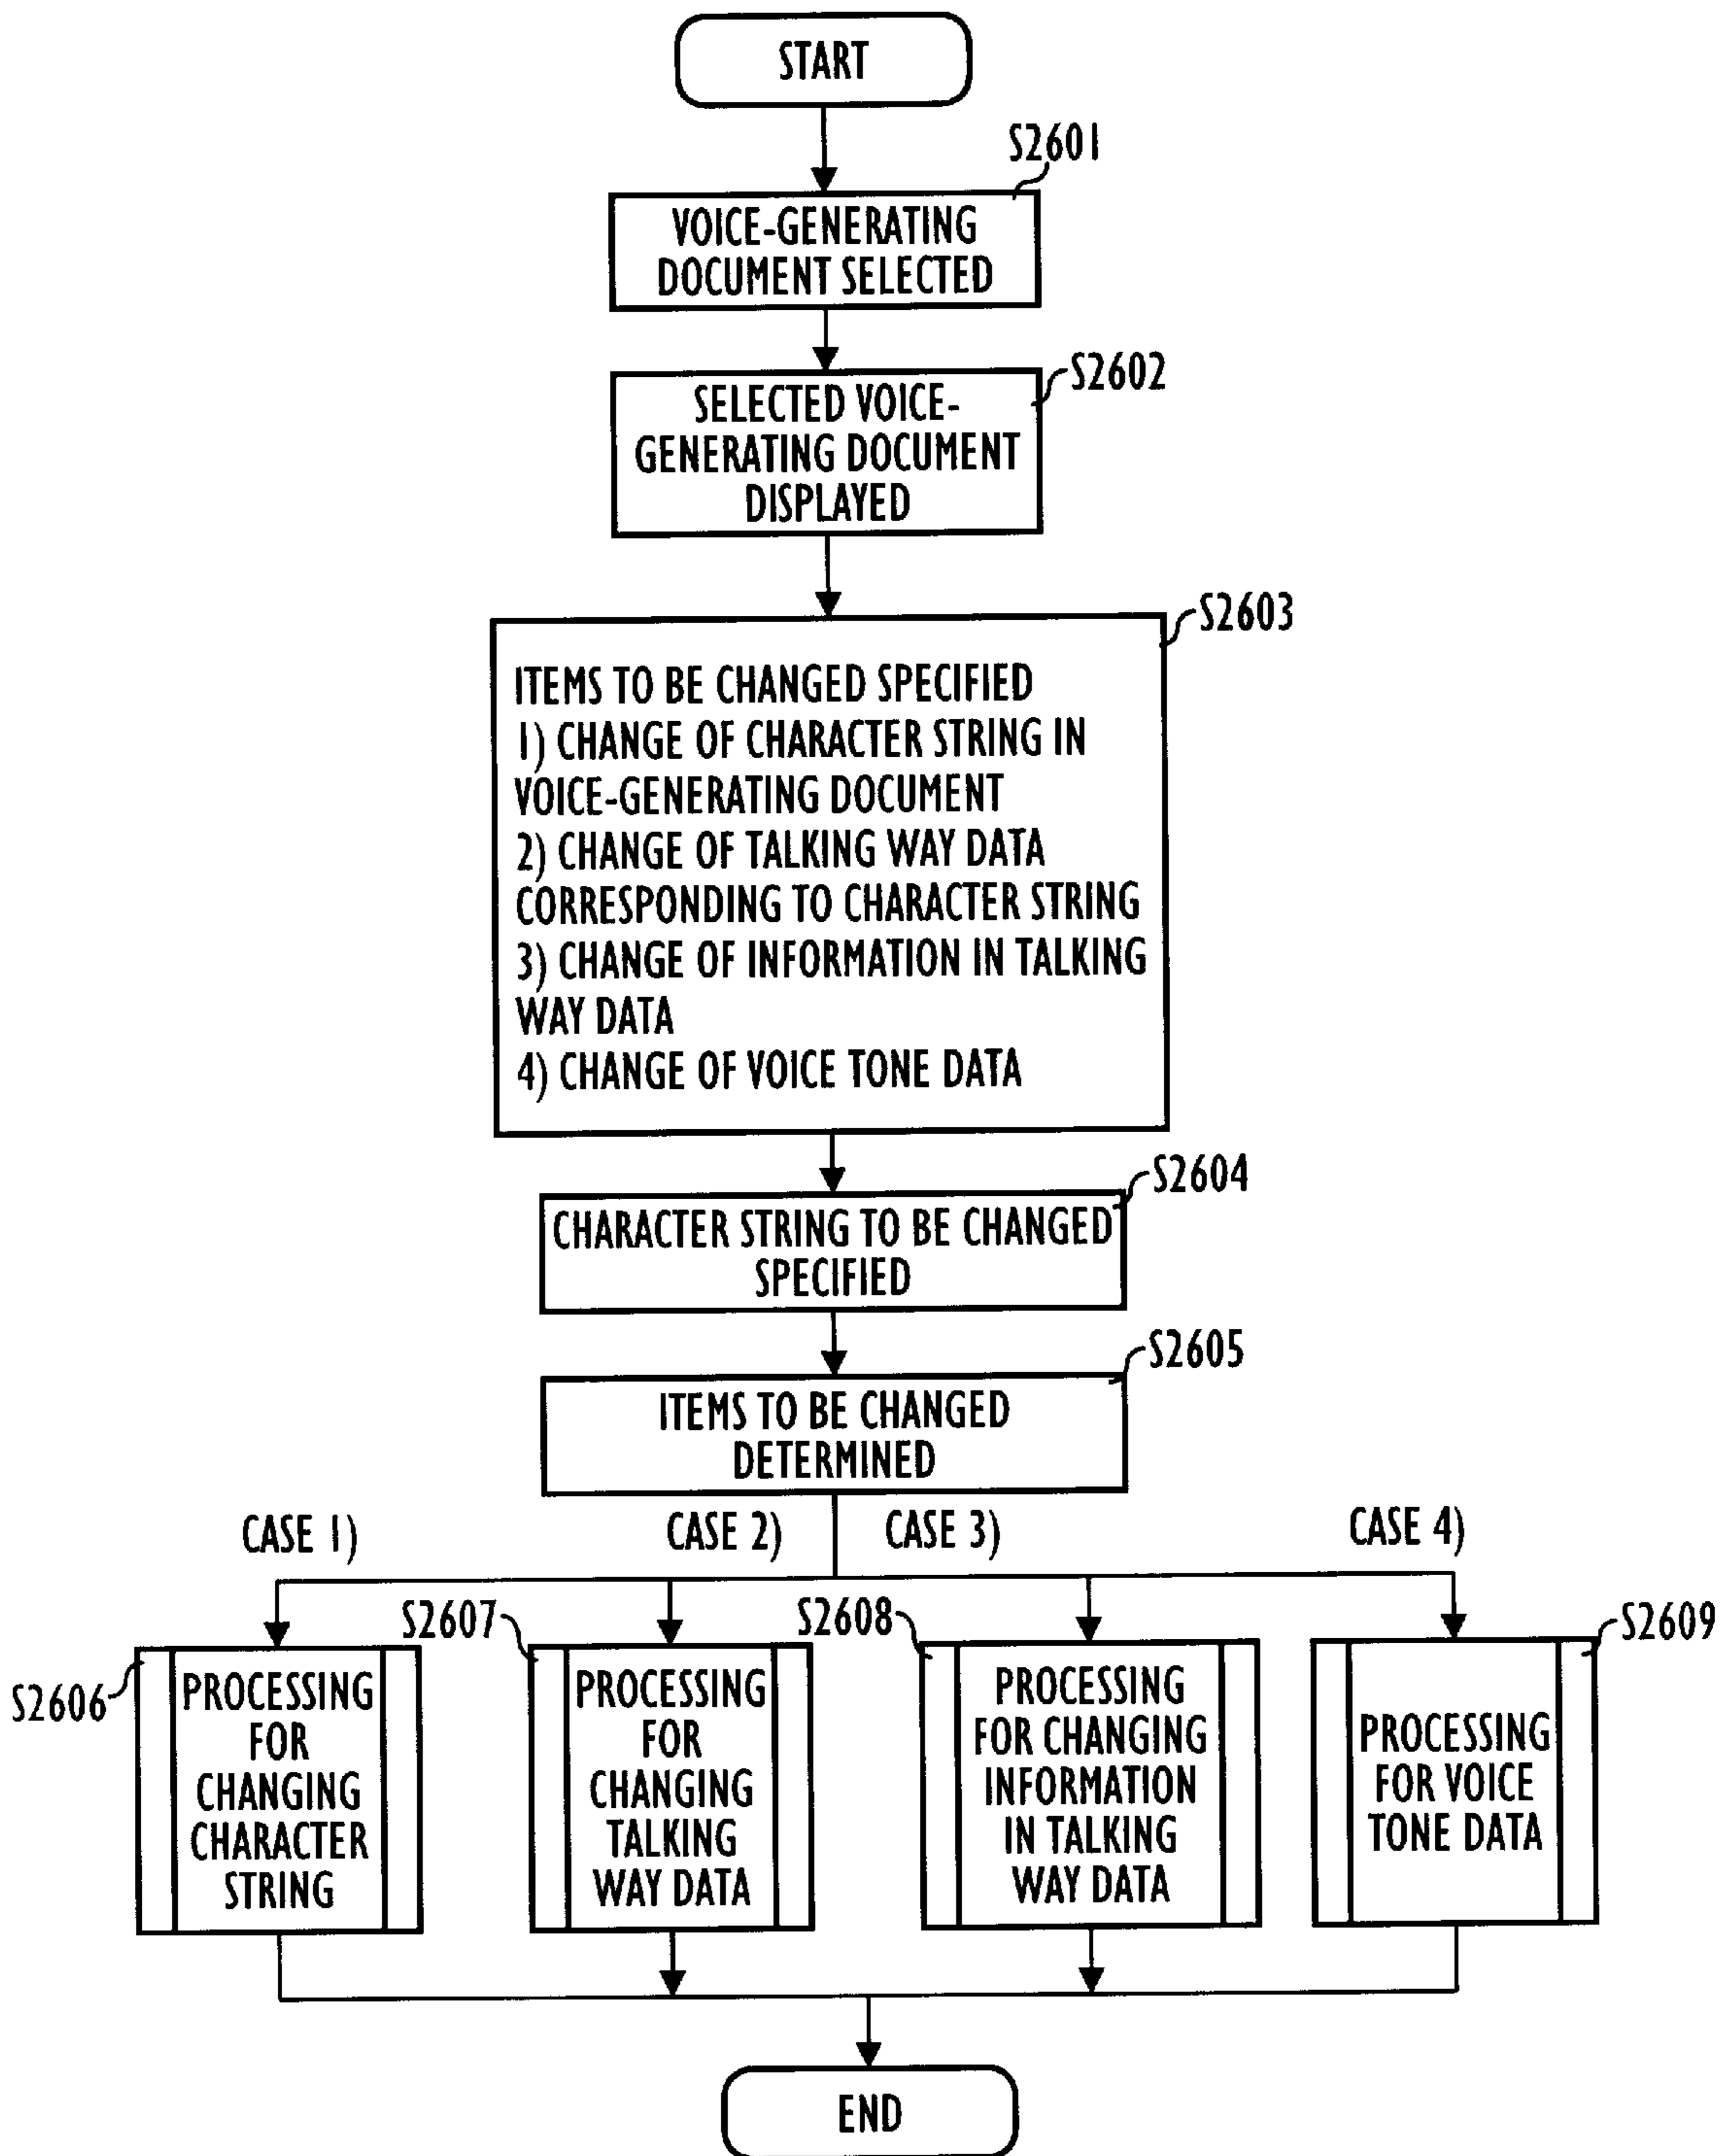 START
S2601
VOICE-GENERATING
DOCUMENT SELECTED
S2602
SELECTED VOICE-
GENERATING DOCUMENT
DISPLAYED
S2603
ITEMS TO BE CHANGED SPECIFIED
1) CHANGE OF CHARACTER STRING IN
VOICE-GENERATING DOCUMENT
2) CHANGE OF TALKING WAY DATA
CORRESPONDING TO CHARACTER STRING
3) CHANGE OF INFORMATION IN TALKING
WAY DATA
4) CHANGE OF VOICE TONE DATA
S2604
CHARACTER STRING TO BE CHANGED
SPECIFIED
S2605
ITEMS TO BE CHANGED
DETERMINED
CASE 1)
CASE 2)
CASE 3)
CASE 4)
S2606
PROCESSING
FOR
CHANGING
CHARACTER
STRING
S2607
PROCESSING
FOR
CHANGING
TALKING
WAY DATA
S2608
PROCESSING
FOR CHANGING
INFORMATION
IN TALKING
WAY DATA
S2609
PROCESSING
FOR VOICE
TONE DATA
END